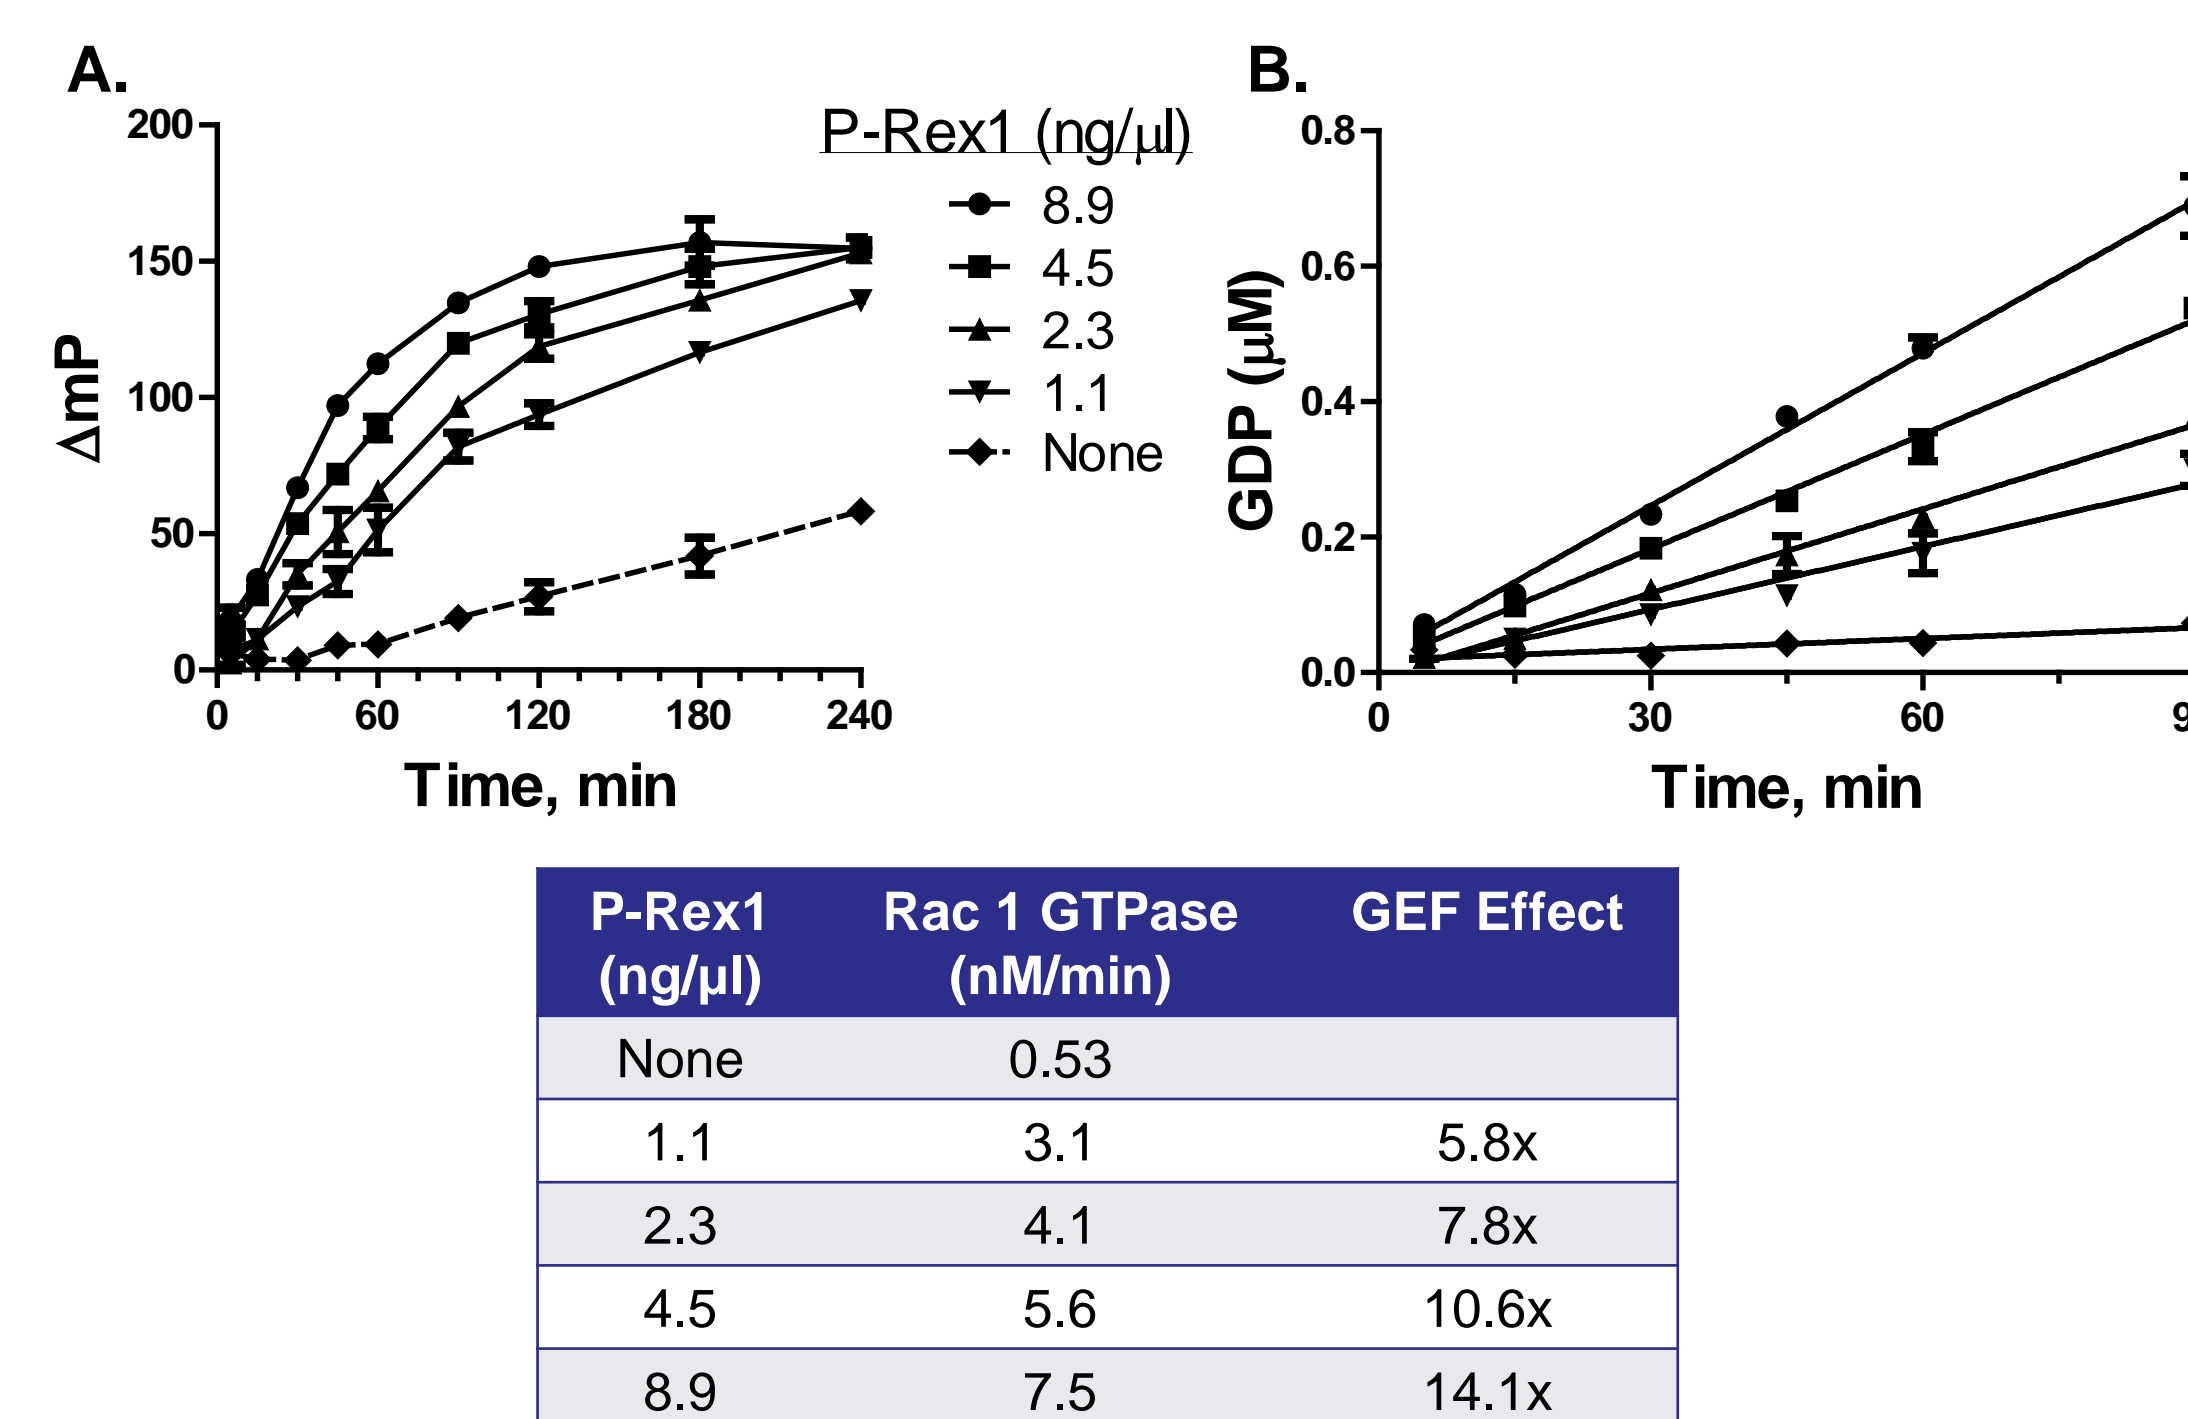 A.
200
150
100
50
0
0 60 120 180 240
ΔmP
Time, min
P-Rex1 (ng/μl)
8.9
4.5
2.3
1.1
None
B.
0.8
0.6
0.4
0.2
0.0
0 30 60 9
GDP (μM)
Time, min
P-Rex1 (ng/μl) Rac 1 GTPase (nM/min) GEF Effect
None 0.53
1.1 3.1 5.8x
2.3 4.1 7.8x
4.5 5.6 10.6x
8.9 7.5 14.1x